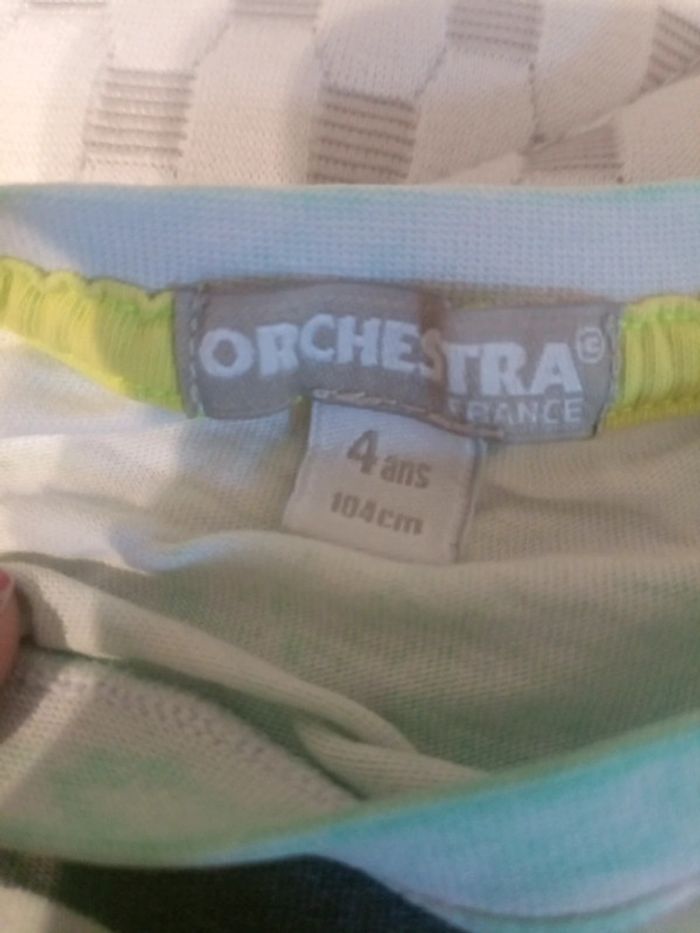 ORCHESTRA
FRANCE
4 ans
104cm